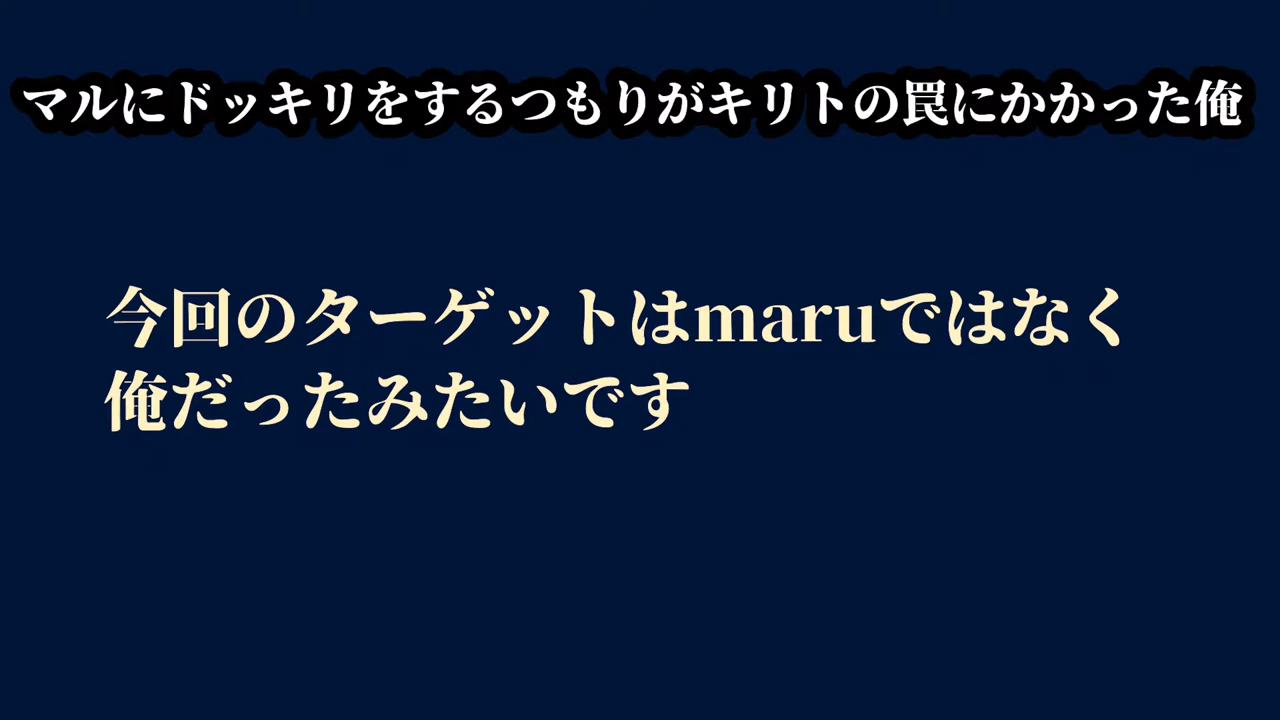 マルにドッキリをするつもりがキリトの罠にかかった俺
今回のターゲットはmaruではなく
俺だったみたいです